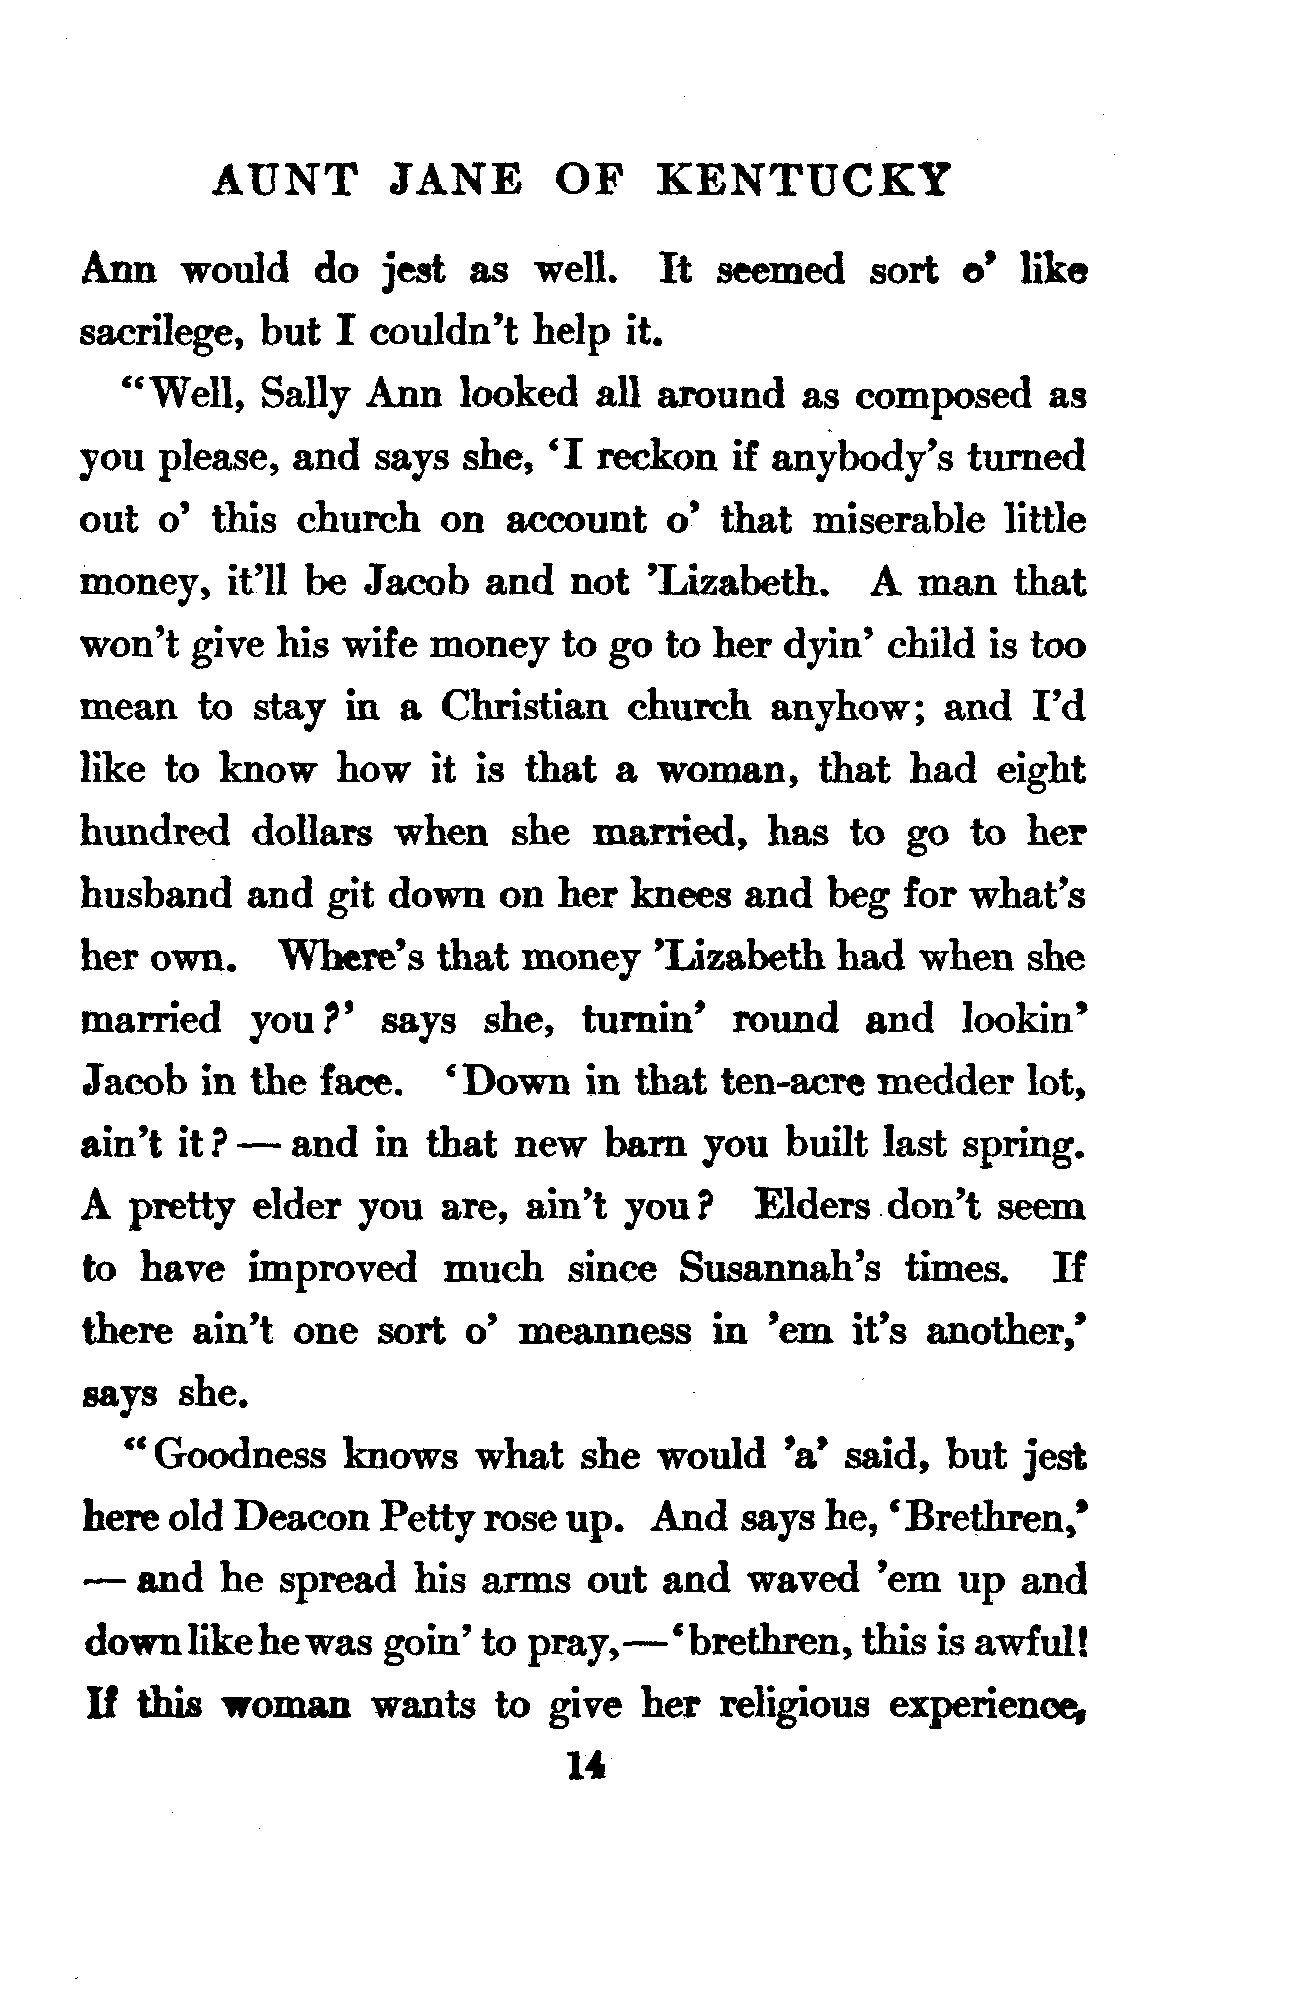 AUNT JANE OF KENTUCKY
Ann would do jest as well. It seemed sort o' like
sacrilege, but I couldn't help it.
"Well, Sally Ann looked all around as composed as
you please, and says she, 'I reckon if anybody's turned
out o' this church on account o' that miserable little
money, it'll be Jacob and not 'Lizabeth. A man that
won't give his wife money to go to her dyin' child is too
mean to stay in a Christian church anyhow; and I'd
like to know how it is that a woman, that had eight
hundred dollars when she married, has to go to her
husband and git down on her knees and beg for what's
her own. Where's that money 'Lizabeth had when she
married you?' says she, turnin' round and lookin'
Jacob in the face. 'Down in that ten-acre medder lot,
ain't it? — and in that new barn you built last spring.
A pretty elder you are, ain't you? Elders don't seem
to have improved much since Susannah's times. If
there ain't one sort o' meanness in 'em it's another,'
says she.
"Goodness knows what she would 'a' said, but jest
here old Deacon Petty rose up. And says he, 'Brethren,'
— and he spread his arms out and waved 'em up and
down like he was goin' to pray,—'brethren, this is awful!
If this woman wants to give her religious experience,
14